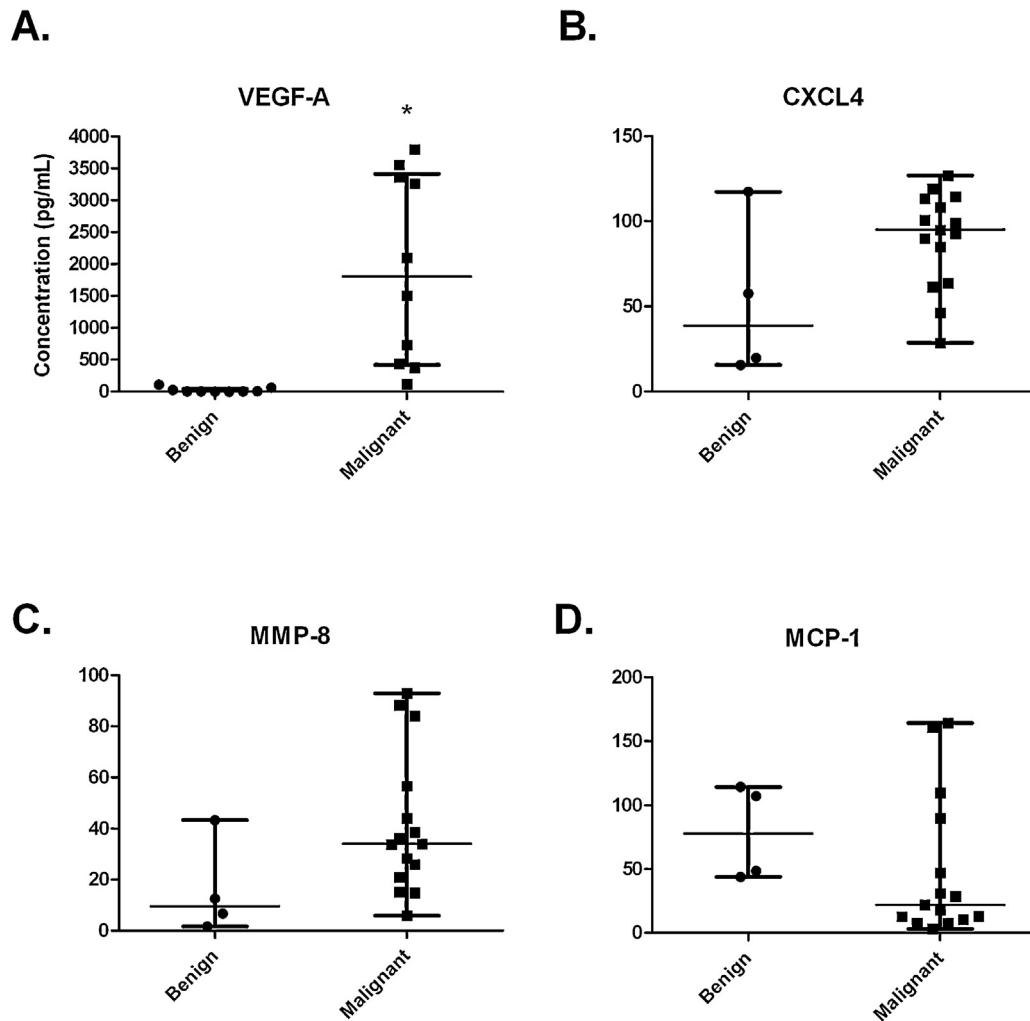 A.
B.
VEGF-A
*
CXCL4
Concentration (pg/mL)
4000
3500
3000
2500
2000
1500
1000
500
0
Benign
Malignant
150
100
50
0
Benign
Malignant
C.
D.
MMP-8
MCP-1
100
80
60
40
20
0
Benign
Malignant
200
150
100
50
0
Benign
Malignant